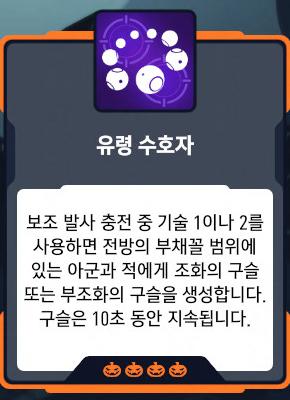 유령 수호자
보조 발사 충전 중 기술 1이나 2를
사용하면 전방의 부채꼴 범위에
있는 아군과 적에게 조화의 구슬
또는 부조화의 구슬을 생성합니다.
구슬은 10초 동안 지속됩니다.